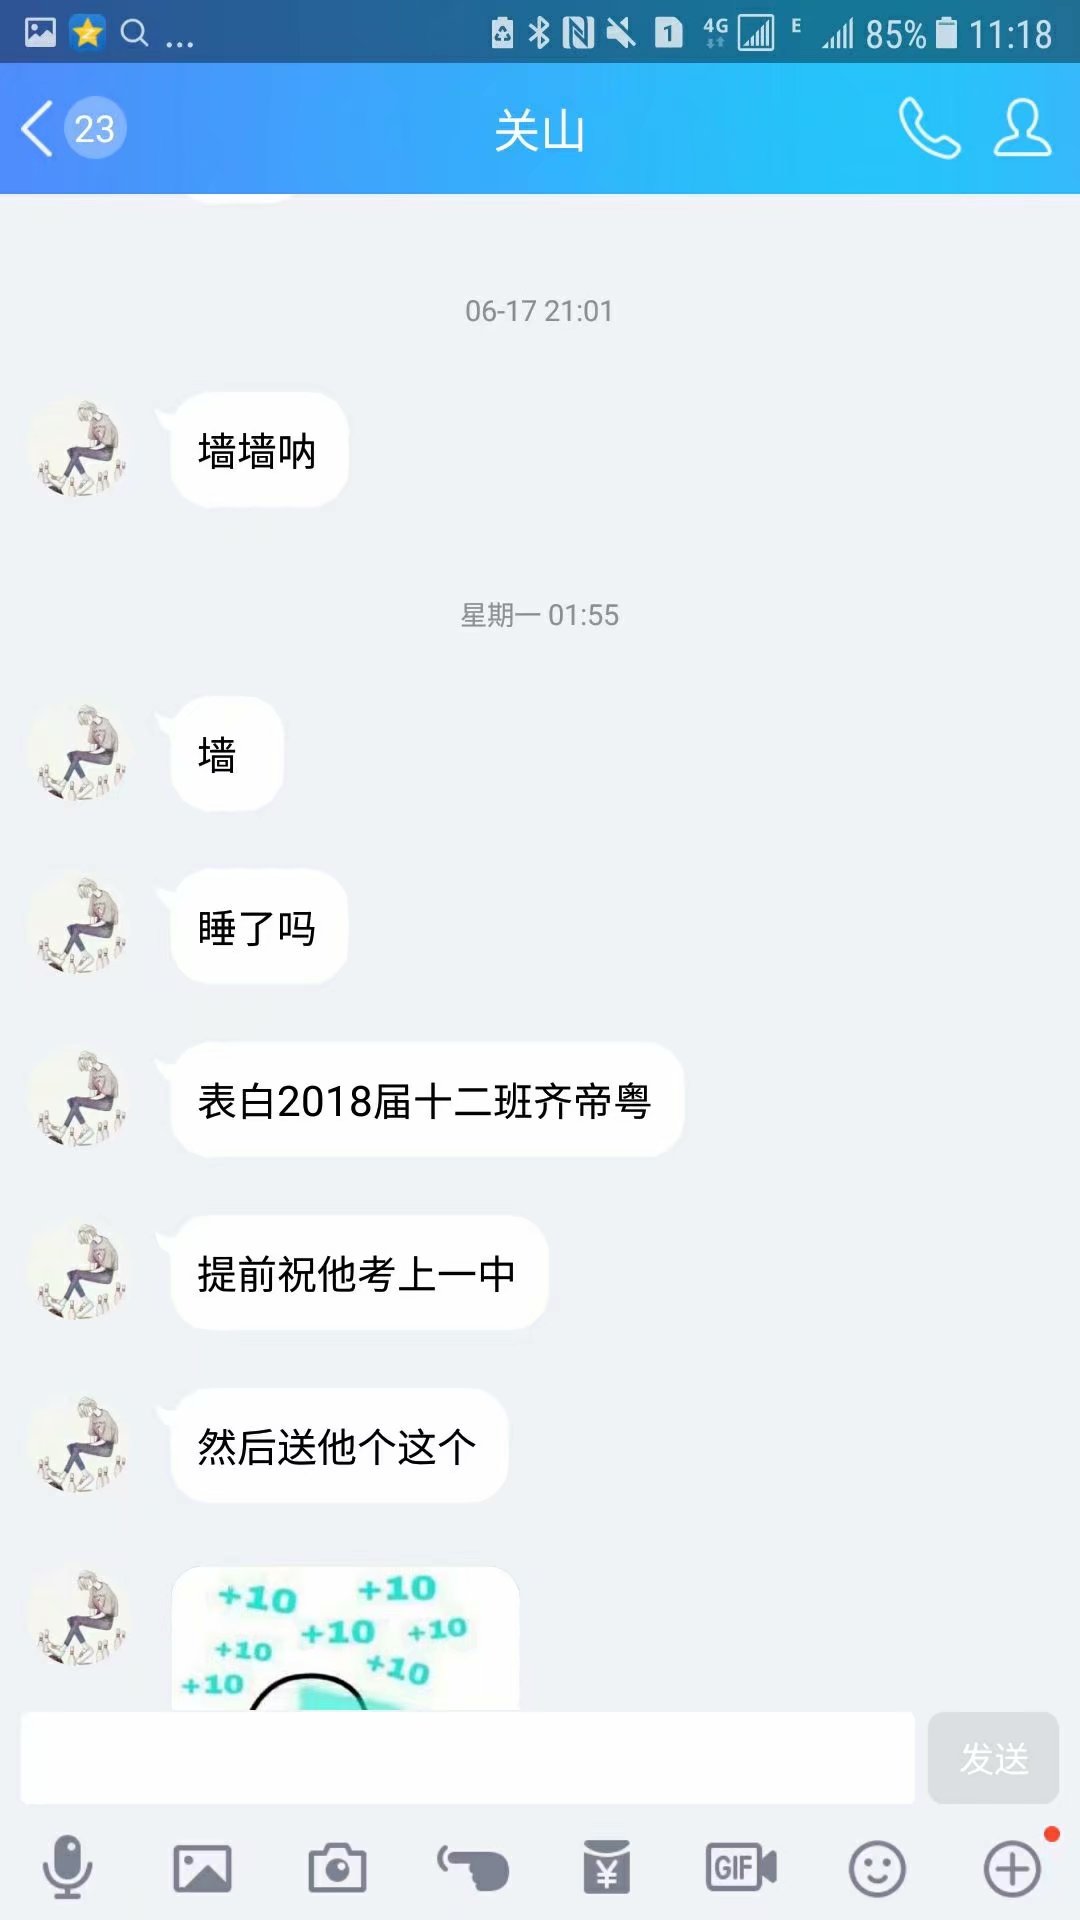 1 4G E 85% 11:18
23 关山
06-17 21:01
墙墙呐
星期一 01:55
墙
睡了吗
表白2018届十二班齐帝粤
提前祝他考上一中
然后送他个这个
+10 +10
+10 +10
+10 +10
+10
发送
GIF